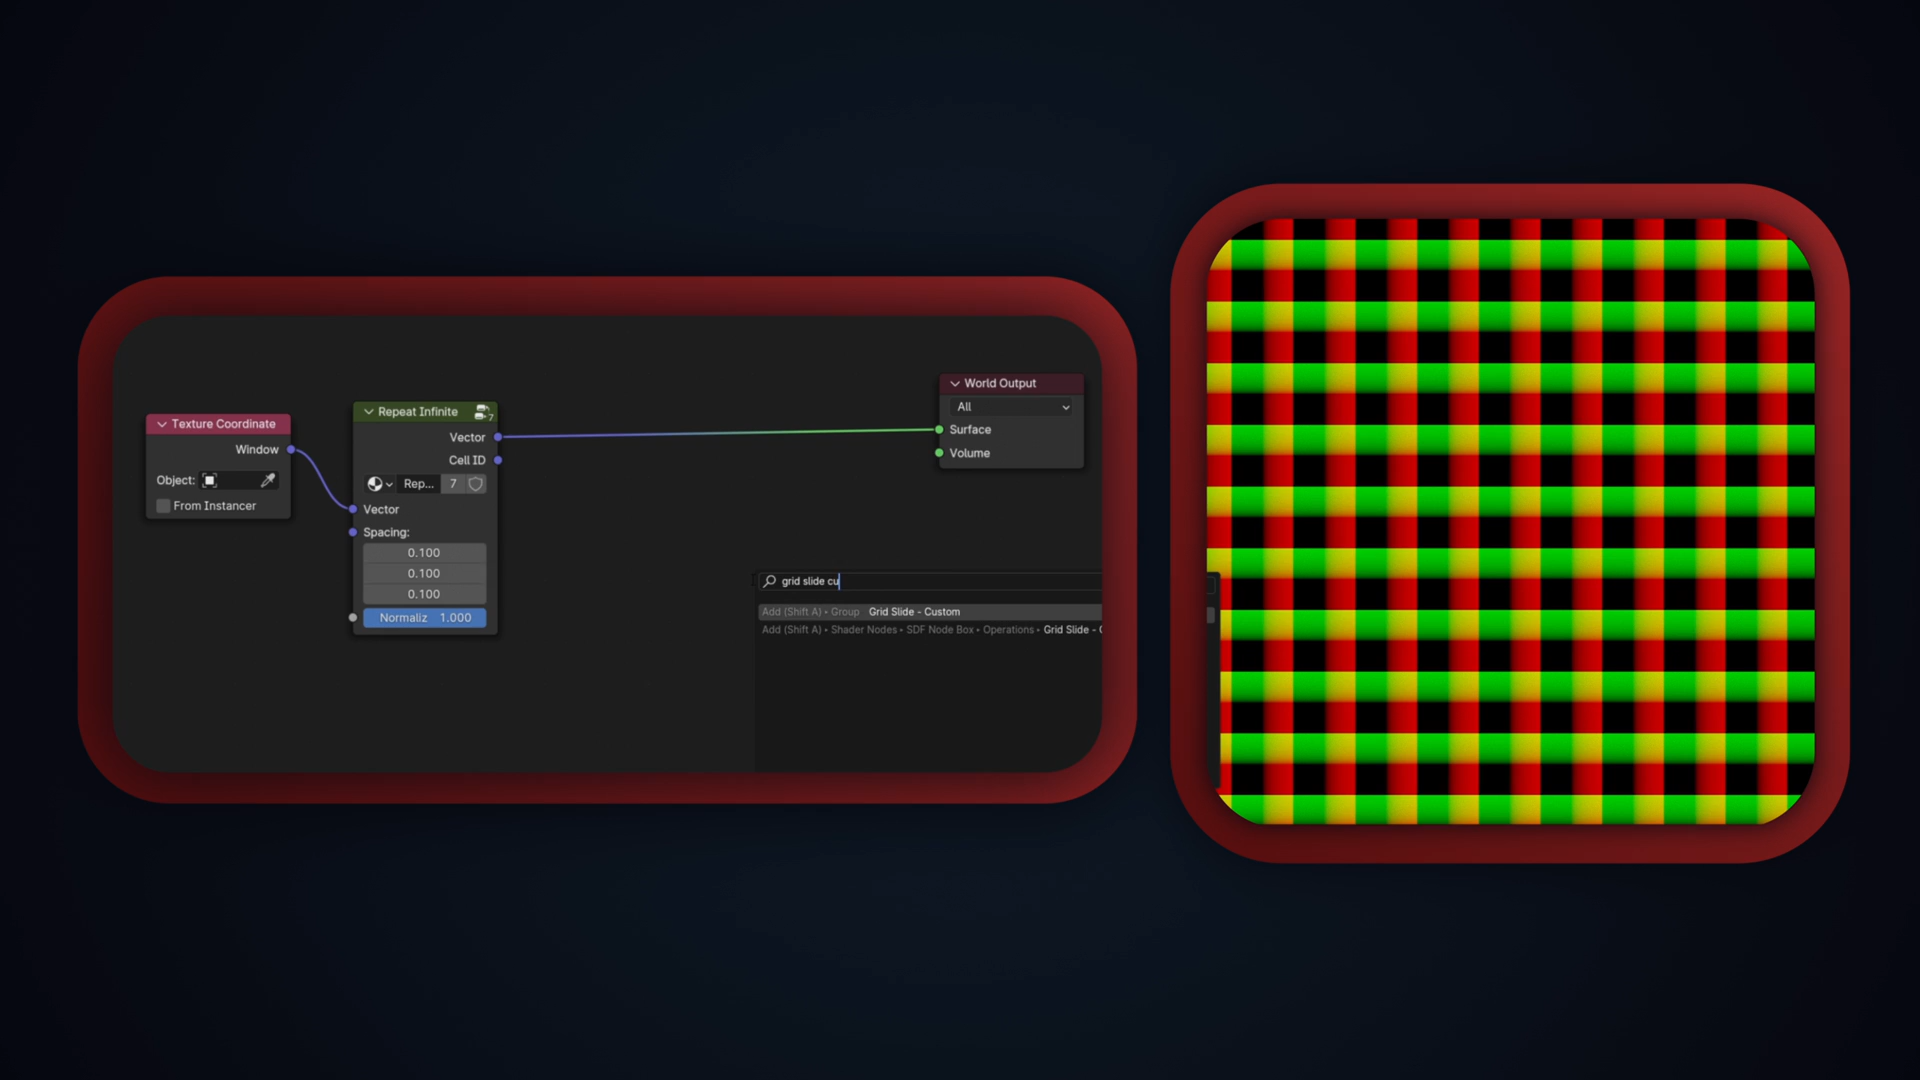 Texture Coordinate
Window
Object:
From Instancer
Repeat Infinite
7
Vector
Cell ID
Rep...
7
Vector
Spacing:
0.100
0.100
0.100
Normaliz 1.000
World Output
All
Surface
Volume
grid slide cu
Add (Shift A) • Group Grid Slide - Custom
Add (Shift A) • Shader Nodes • SDF Node Box • Operations • Grid Slide -